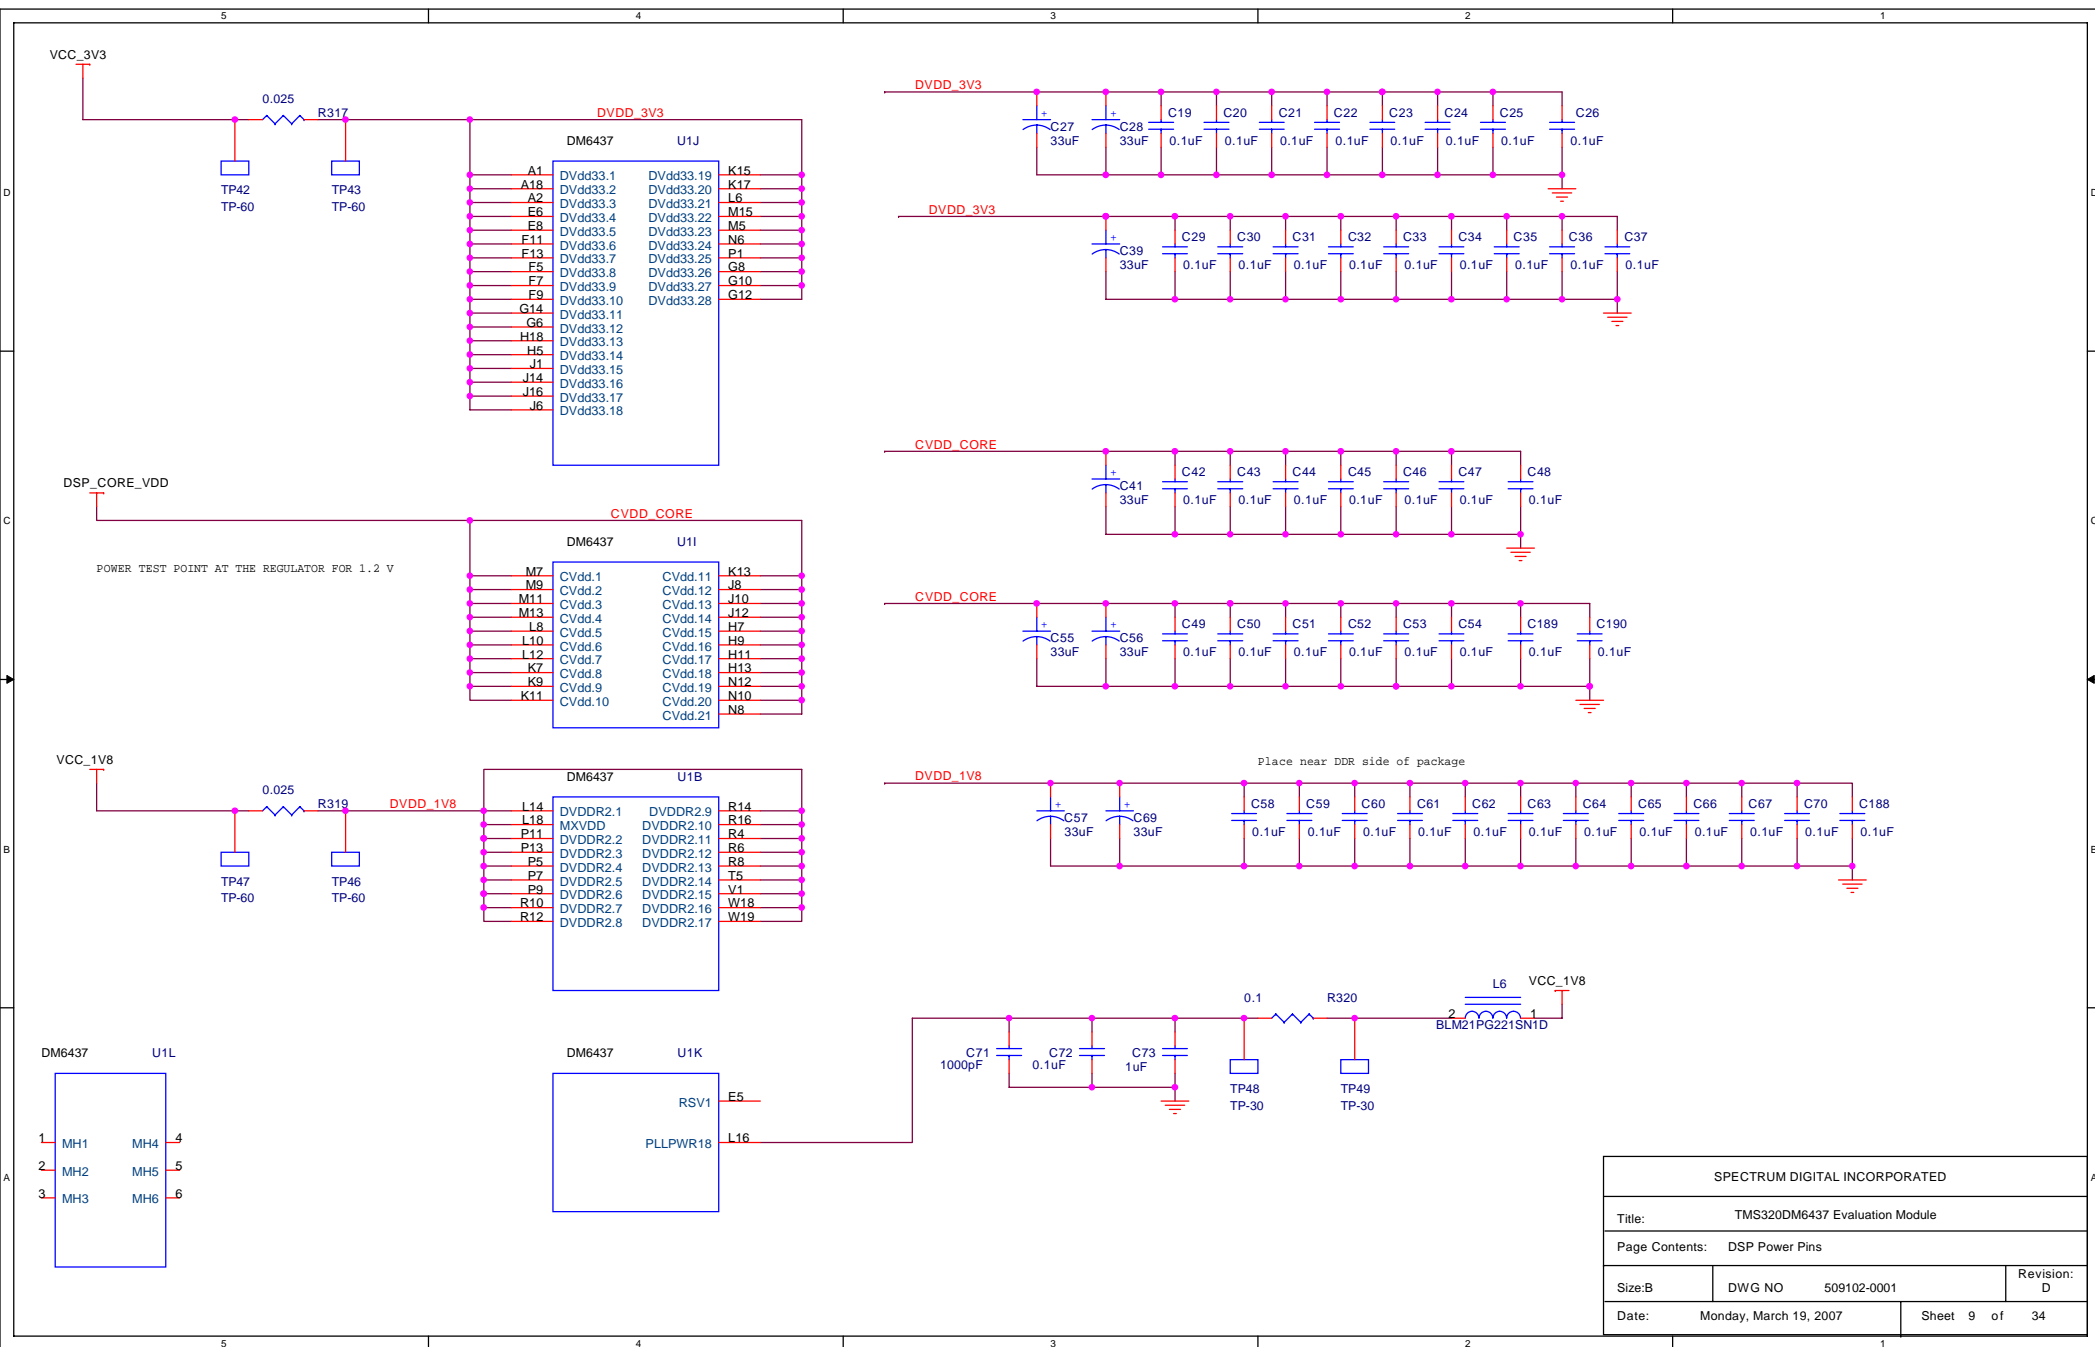 5 4 3 2 1
VCC_3V3
0.025
R317
DVDD_3V3
TP42
TP-60
TP43
TP-60
DM6437 U1J
A1 DVdd33.1 DVdd33.19 K15
A18 DVdd33.2 DVdd33.20 K17
A2 DVdd33.3 DVdd33.21 L6
E6 DVdd33.4 DVdd33.22 M15
E8 DVdd33.5 DVdd33.23 M5
F11 DVdd33.6 DVdd33.24 N6
F13 DVdd33.7 DVdd33.25 P1
F5 DVdd33.8 DVdd33.26 G8
F7 DVdd33.9 DVdd33.27 G10
F9 DVdd33.10 DVdd33.28 G12
G14 DVdd33.11
G6 DVdd33.12
H18 DVdd33.13
H5 DVdd33.14
J1 DVdd33.15
J14 DVdd33.16
J16 DVdd33.17
J6 DVdd33.18
DVDD_3V3
C27 C28 C19 C20 C21 C22 C23 C24 C25 C26
33uF 33uF 0.1uF 0.1uF 0.1uF 0.1uF 0.1uF 0.1uF 0.1uF 0.1uF
D D
DVDD_3V3
C39 C29 C30 C31 C32 C33 C34 C35 C36 C37
33uF 0.1uF 0.1uF 0.1uF 0.1uF 0.1uF 0.1uF 0.1uF 0.1uF 0.1uF
DSP_CORE_VDD
CVDD_CORE
POWER TEST POINT AT THE REGULATOR FOR 1.2 V
DM6437 U1I
M7 CVdd.1 CVdd.11 K13
M9 CVdd.2 CVdd.12 J8
M11 CVdd.3 CVdd.13 J10
M13 CVdd.4 CVdd.14 J12
L8 CVdd.5 CVdd.15 H7
L10 CVdd.6 CVdd.16 H9
L12 CVdd.7 CVdd.17 H11
K7 CVdd.8 CVdd.18 H13
K9 CVdd.9 CVdd.19 N12
K11 CVdd.10 CVdd.20 N10
CVdd.21 N8
CVDD_CORE
C41 C42 C43 C44 C45 C46 C47 C48
33uF 0.1uF 0.1uF 0.1uF 0.1uF 0.1uF 0.1uF 0.1uF
C C
CVDD_CORE
C55 C56 C49 C50 C51 C52 C53 C54 C189 C190
33uF 33uF 0.1uF 0.1uF 0.1uF 0.1uF 0.1uF 0.1uF 0.1uF 0.1uF
VCC_1V8
0.025
R319
DVDD_1V8
TP47
TP-60
TP46
TP-60
DM6437 U1B
L14 DVDDR2.1 DVDDR2.9 R14
L18 MXVDD DVDDR2.10 R16
P11 DVDDR2.2 DVDDR2.11 R4
P13 DVDDR2.3 DVDDR2.12 R6
P5 DVDDR2.4 DVDDR2.13 R8
P7 DVDDR2.5 DVDDR2.14 T5
P9 DVDDR2.6 DVDDR2.15 V1
R10 DVDDR2.7 DVDDR2.16 W18
R12 DVDDR2.8 DVDDR2.17 W19
Place near DDR side of package
DVDD_1V8
C57 C69 C58 C59 C60 C61 C62 C63 C64 C65 C66 C67 C70 C188
33uF 33uF 0.1uF 0.1uF 0.1uF 0.1uF 0.1uF 0.1uF 0.1uF 0.1uF 0.1uF 0.1uF 0.1uF 0.1uF
B B
DM6437 U1L
1 MH1 MH4 4
2 MH2 MH5 5
3 MH3 MH6 6
DM6437 U1K
RSV1 E5
PLLPWR18 L16
C71 1000pF
C72 0.1uF
C73 1uF
0.1 R320
TP48
TP-30
TP49
TP-30
L6
VCC_1V8
2 1
BLM21PG221SN1D
A A
SPECTRUM DIGITAL INCORPORATED
Title: TMS320DM6437 Evaluation Module
Page Contents: DSP Power Pins
Size:B DWG NO 509102-0001 Revision: D
Date: Monday, March 19, 2007 Sheet 9 of 34
5 4 3 2 1